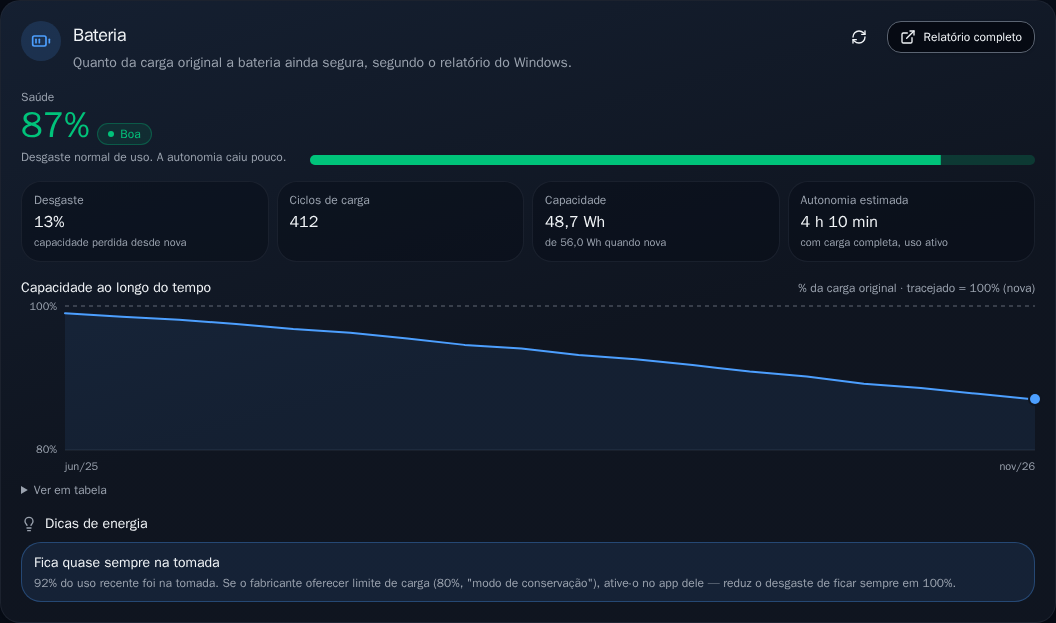 Bateria
Quanto da carga original a bateria ainda segura, segundo o relatório do Windows.
Relatório completo
Saúde
87%
Boa
Desgaste normal de uso. A autonomia caiu pouco.
Desgaste
13%
capacidade perdida desde nova
Ciclos de carga
412
Capacidade
48,7 Wh
de 56,0 Wh quando nova
Autonomia estimada
4 h 10 min
com carga completa, uso ativo
Capacidade ao longo do tempo
% da carga original · tracejado = 100% (nova)
100%
80%
jun/25
nov/26
Ver em tabela
Dicas de energia
Fica quase sempre na tomada
92% do uso recente foi na tomada. Se o fabricante oferecer limite de carga (80%, "modo de conservação"), ative-o no app dele — reduz o desgaste de ficar sempre em 100%.